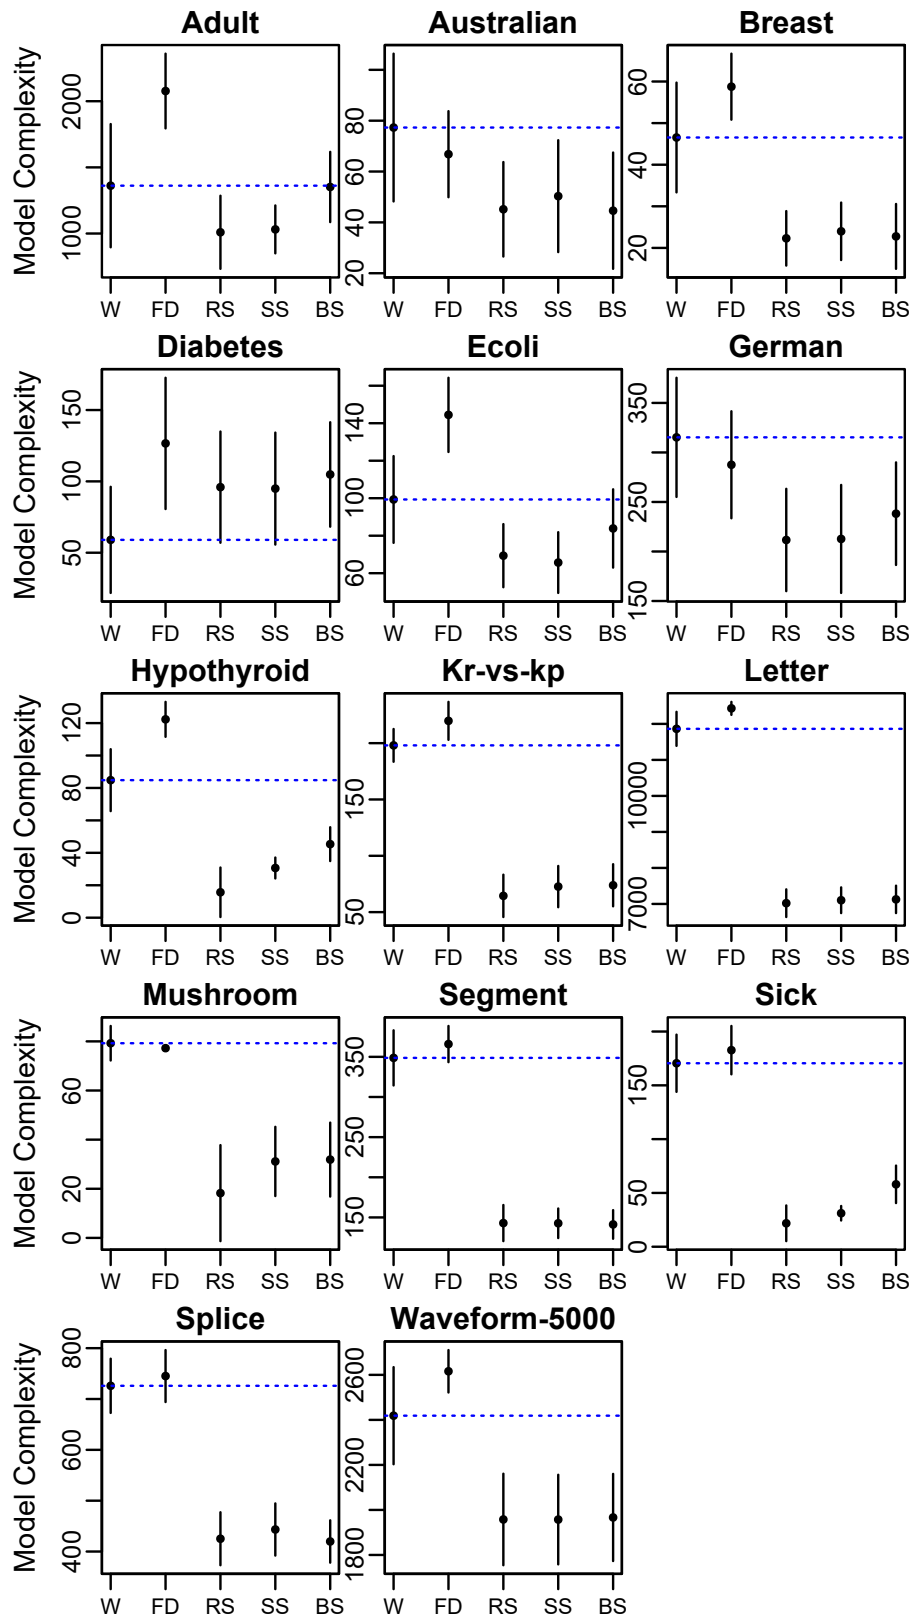 Adult
Australian
Breast
Model Complexity
1000
2000
W FD RS SS BS
20
40
60
80
W FD RS SS BS
20
40
60
W FD RS SS BS
Diabetes
Ecoli
German
Model Complexity
50
100
150
W FD RS SS BS
60
100
140
W FD RS SS BS
150
250
350
W FD RS SS BS
Hypothyroid
Kr-vs-kp
Letter
Model Complexity
0
40
80
120
W FD RS SS BS
50
150
W FD RS SS BS
7000
10000
W FD RS SS BS
Mushroom
Segment
Sick
Model Complexity
0
20
60
W FD RS SS BS
150
250
350
W FD RS SS BS
0
50
150
W FD RS SS BS
Splice
Waveform-5000
Model Complexity
400
600
800
W FD RS SS BS
1800
2200
2600
W FD RS SS BS